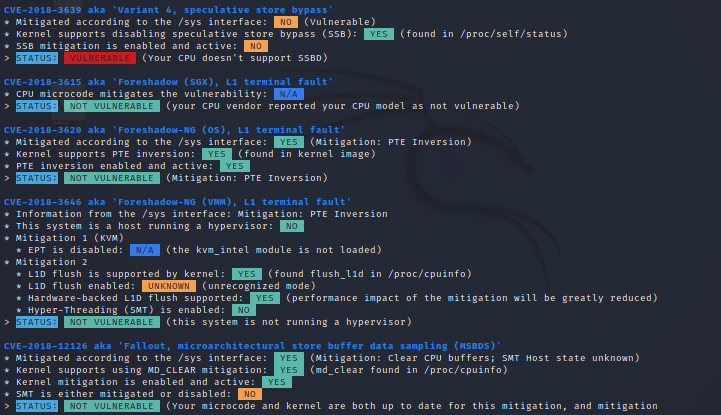 CVE-2018-3639 aka 'Variant 4, speculative store bypass'
* Mitigated according to the /sys interface: NO (Vulnerable)
* Kernel supports disabling speculative store bypass (SSB): YES (found in /proc/self/status)
* SSB mitigation is enabled and active: NO
> STATUS: VULNERABLE (Your CPU doesn't support SSBD)
CVE-2018-3615 aka 'Foreshadow (SGX), L1 terminal fault'
* CPU microcode mitigates the vulnerability: N/A
> STATUS: NOT VULNERABLE (your CPU vendor reported your CPU model as not vulnerable)
CVE-2018-3620 aka 'Foreshadow-NG (OS), L1 terminal fault'
* Mitigated according to the /sys interface: YES (Mitigation: PTE Inversion)
* Kernel supports PTE inversion: YES (found in kernel image)
* PTE inversion enabled and active: YES
> STATUS: NOT VULNERABLE (Mitigation: PTE Inversion)
CVE-2018-3646 aka 'Foreshadow-NG (VMM), L1 terminal fault'
* Information from the /sys interface: Mitigation: PTE Inversion
* This system is a host running a hypervisor: NO
* Mitigation 1 (KVM)
* EPT is disabled: N/A (the kvm_intel module is not loaded)
* Mitigation 2
* L1D flush is supported by kernel: YES (found flush_l1d in /proc/cpuinfo)
* L1D flush enabled: UNKNOWN (unrecognized mode)
* Hardware-backed L1D flush supported: YES (performance impact of the mitigation will be greatly reduced)
* Hyper-Threading (SMT) is enabled: NO
> STATUS: NOT VULNERABLE (this system is not running a hypervisor)
CVE-2018-12126 aka 'Fallout, microarchitectural store buffer data sampling (MSBDS)'
* Mitigated according to the /sys interface: YES (Mitigation: Clear CPU buffers; SMT Host state unknown)
* Kernel supports using MD_CLEAR mitigation: YES (md_clear found in /proc/cpuinfo)
* Kernel mitigation is enabled and active: YES
* SMT is either mitigated or disabled: NO
> STATUS: NOT VULNERABLE (Your microcode and kernel are both up to date for this mitigation, and mitigation